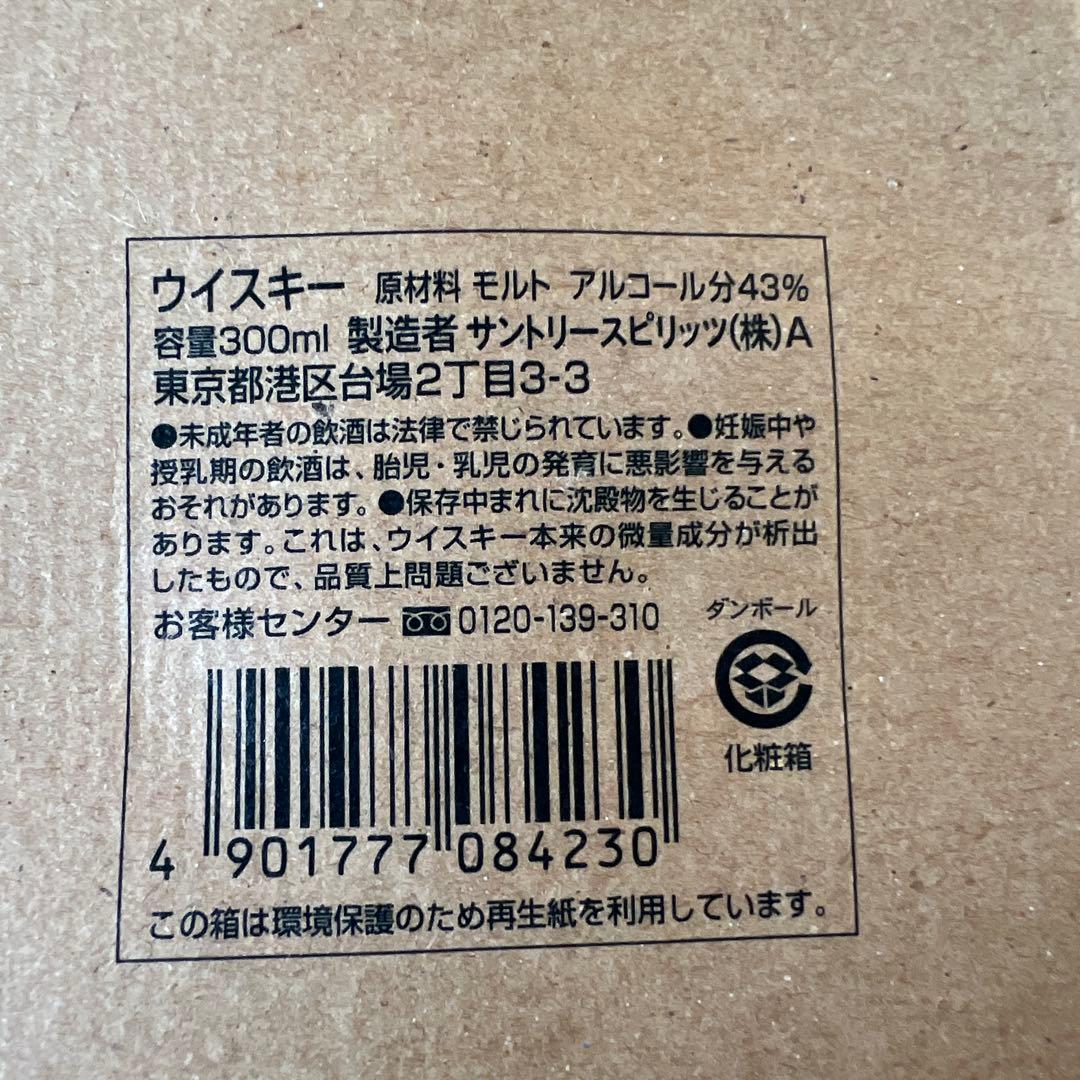 ウイスキー 原材料 モルト アルコール分43%
容量300ml 製造者 サントリースピリッツ(株)A
東京都港区台場2丁目3-3
●未成年者の飲酒は法律で禁じられています。●妊娠中や
授乳期の飲酒は、胎児・乳児の発育に悪影響を与える
おそれがあります。●保存中まれに沈殿物を生じることが
あります。これは、ウイスキー本来の微量成分が析出
したもので、品質上問題ございません。
お客様センター 0120-139-310
ダンボール
化粧箱
4 901777 084230
この箱は環境保護のため再生紙を利用しています。